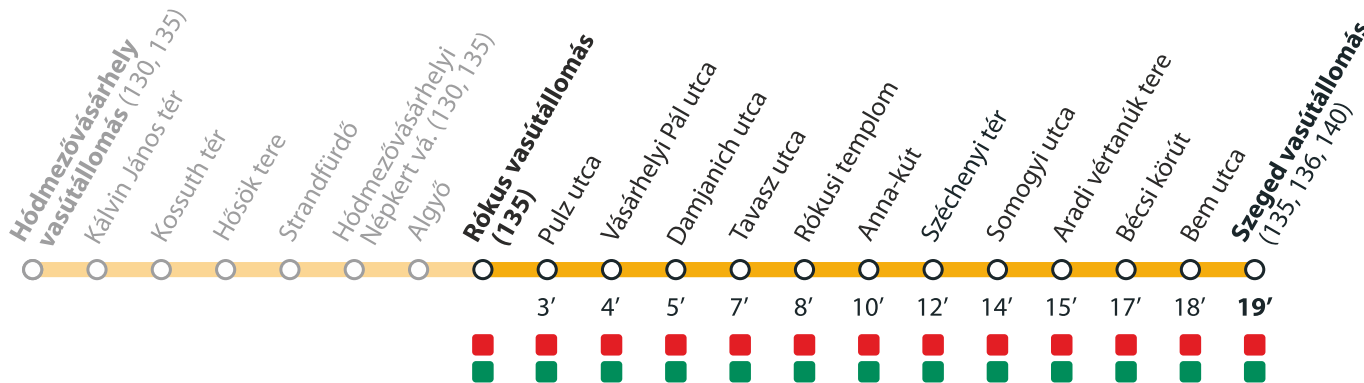 Hódmezővásárhely
vasútállomás (130, 135)
Kálvin János tér
Kossuth tér
Hősök tere
Strandfürdő
Hódmezővásárhelyi
Népkert vá. (130, 135)
Algyő
Rókus vasútállomás
(135)
Pulz utca
Vásárhelyi Pál utca
Damjanich utca
Tavasz utca
Rókusi templom
Anna-kút
Széchenyi tér
Somogyi utca
Aradi vértanúk tere
Bécsi körút
Bem utca
Szeged vasútállomás
(135, 136, 140)
3’ 4’ 5’ 7’ 8’ 10’ 12’ 14’ 15’ 17’ 18’ 19’